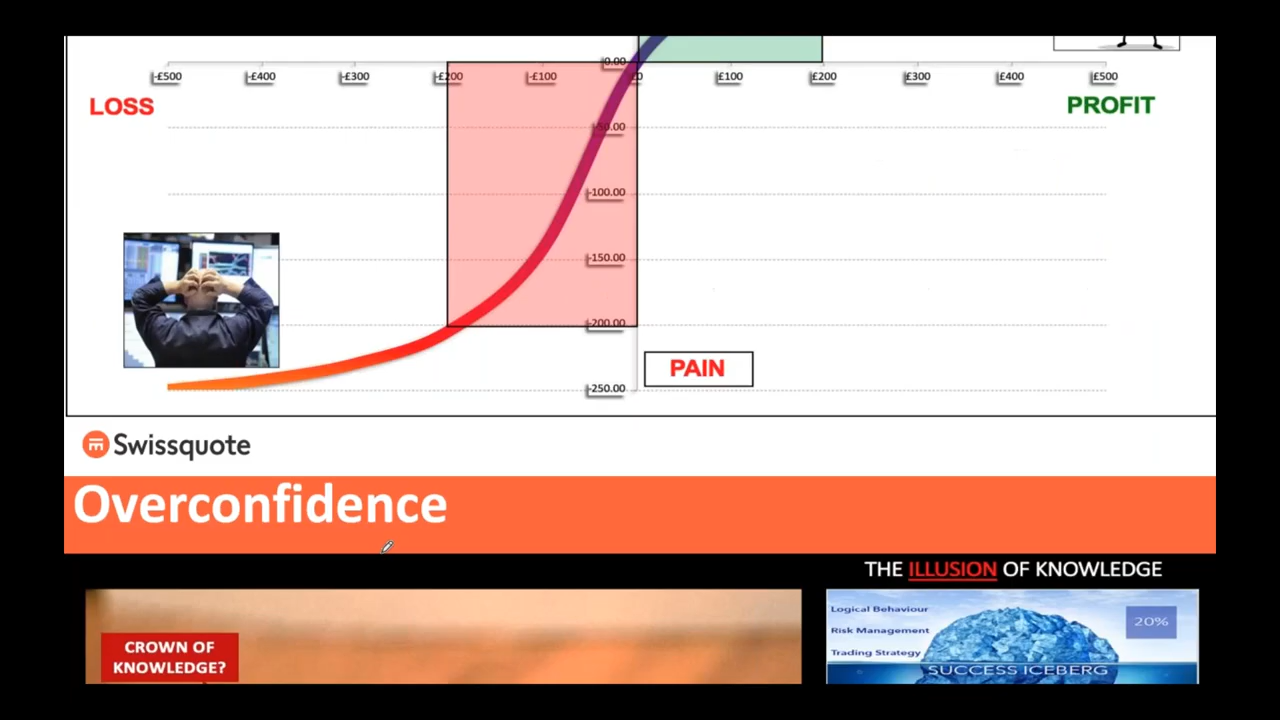 0.00
-£500 -£400 -£300 -£200 -£100 £0 £100 £200 £300 £400 £500
LOSS
PROFIT
-50.00
-100.00
-150.00
-200.00
PAIN
-250.00
Swissquote
Overconfidence
THE ILLUSION OF KNOWLEDGE
CROWN OF
KNOWLEDGE?
Logical Behaviour
20%
Risk Management
Trading Strategy
SUCCESS ICEBERG